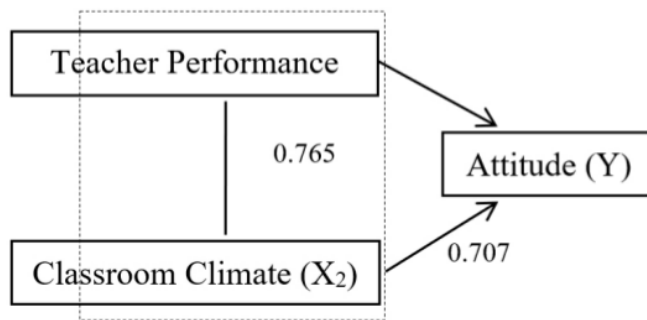 Teacher Performance
0.765
Attitude (Y)
Classroom Climate (X₂)
0.707